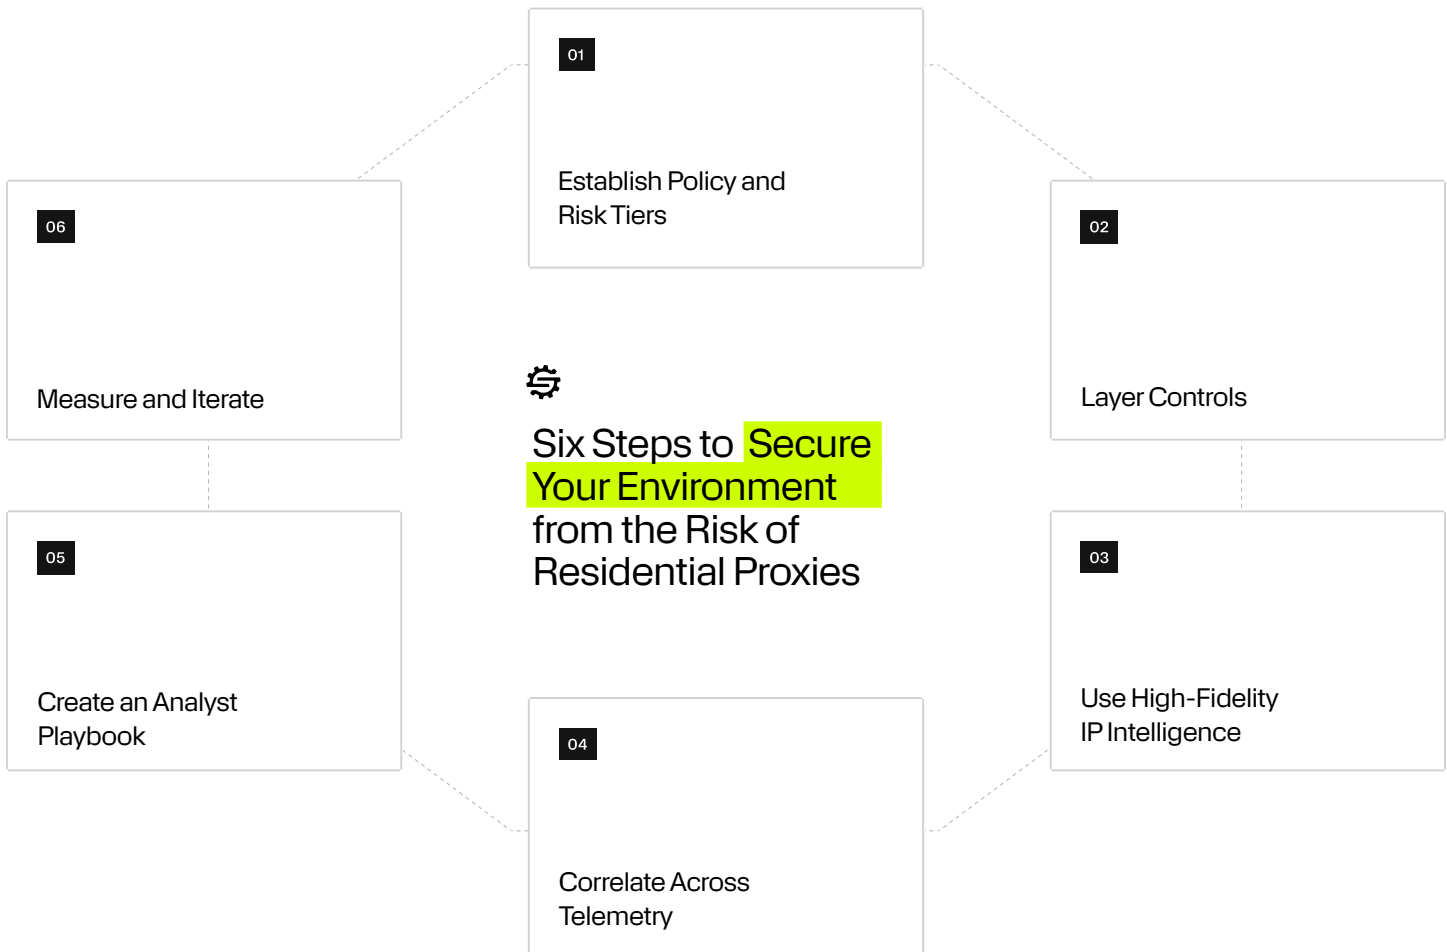 01
Establish Policy and
Risk Tiers
02
Layer Controls
03
Use High-Fidelity
IP Intelligence
04
Correlate Across
Telemetry
05
Create an Analyst
Playbook
06
Measure and Iterate
Six Steps to Secure
Your Environment
from the Risk of
Residential Proxies